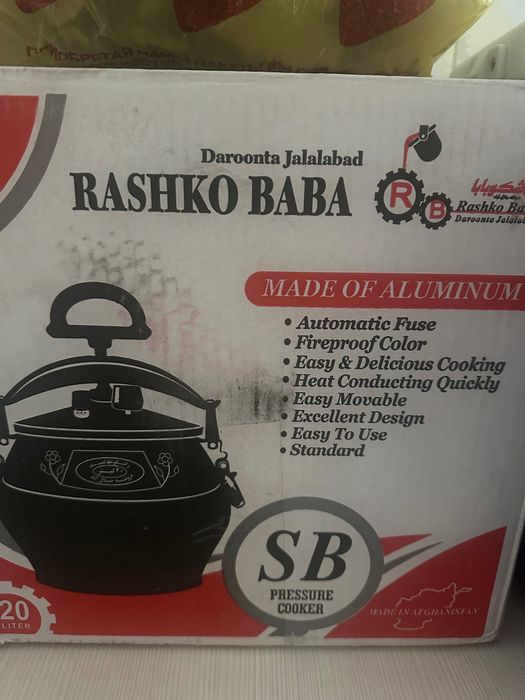 Daroonta Jalalabad
RASHKO BABA
R
B
Rashko Ba
Daroonta Jalalab
MADE OF ALUMINUM
• Automatic Fuse
• Fireproof Color
• Easy & Delicious Cooking
• Heat Conducting Quickly
• Easy Movable
• Excellent Design
• Easy To Use
• Standard
SB
PRESSURE
COOKER
20
LITER
MADE IN AFGHANISTAN